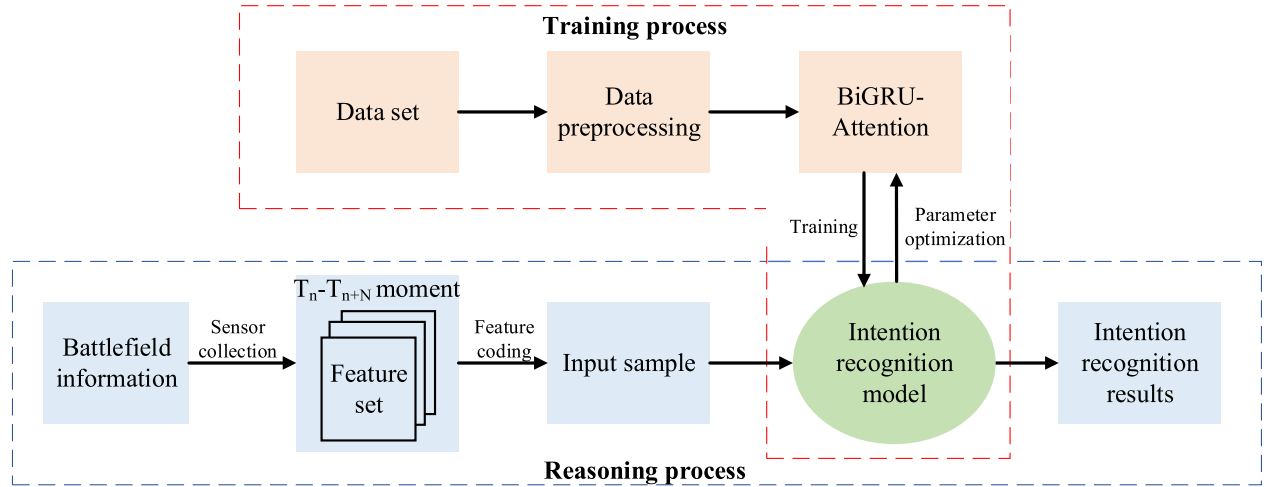 Training process
Data set
Data
preprocessing
BiGRU-
Attention
Training
Parameter
optimization
Battlefield
information
Sensor
collection
Tₙ-Tₙ₊N moment
Feature
set
Feature
coding
Input sample
Intention
recognition
model
Intention
recognition
results
Reasoning process